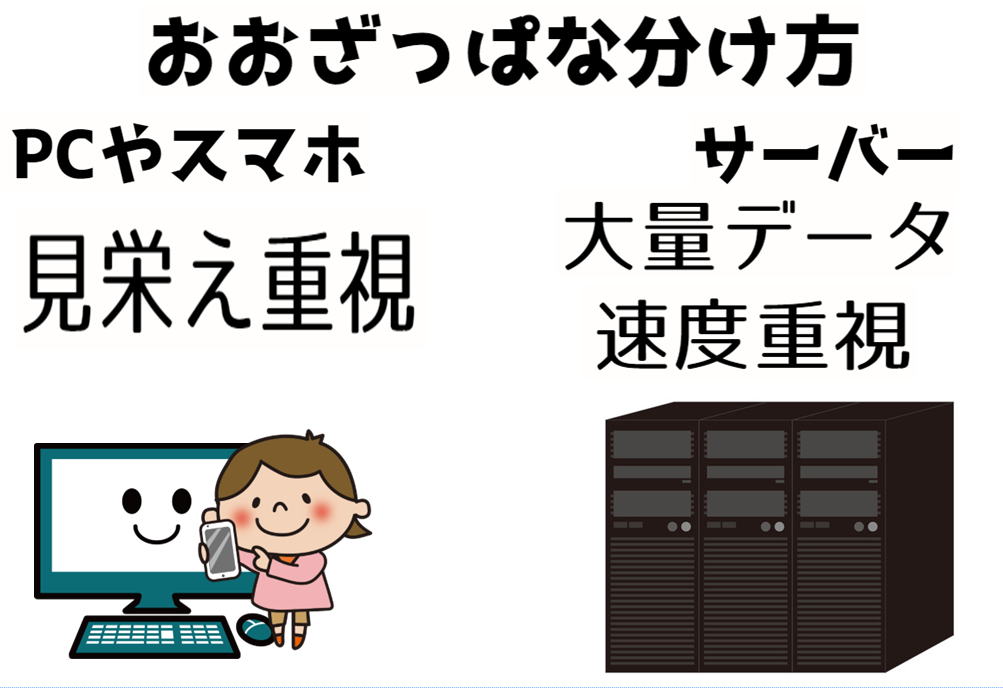 おおざっぱな分け方
PCやスマホ
見栄え重視
サーバー
大量データ
速度重視